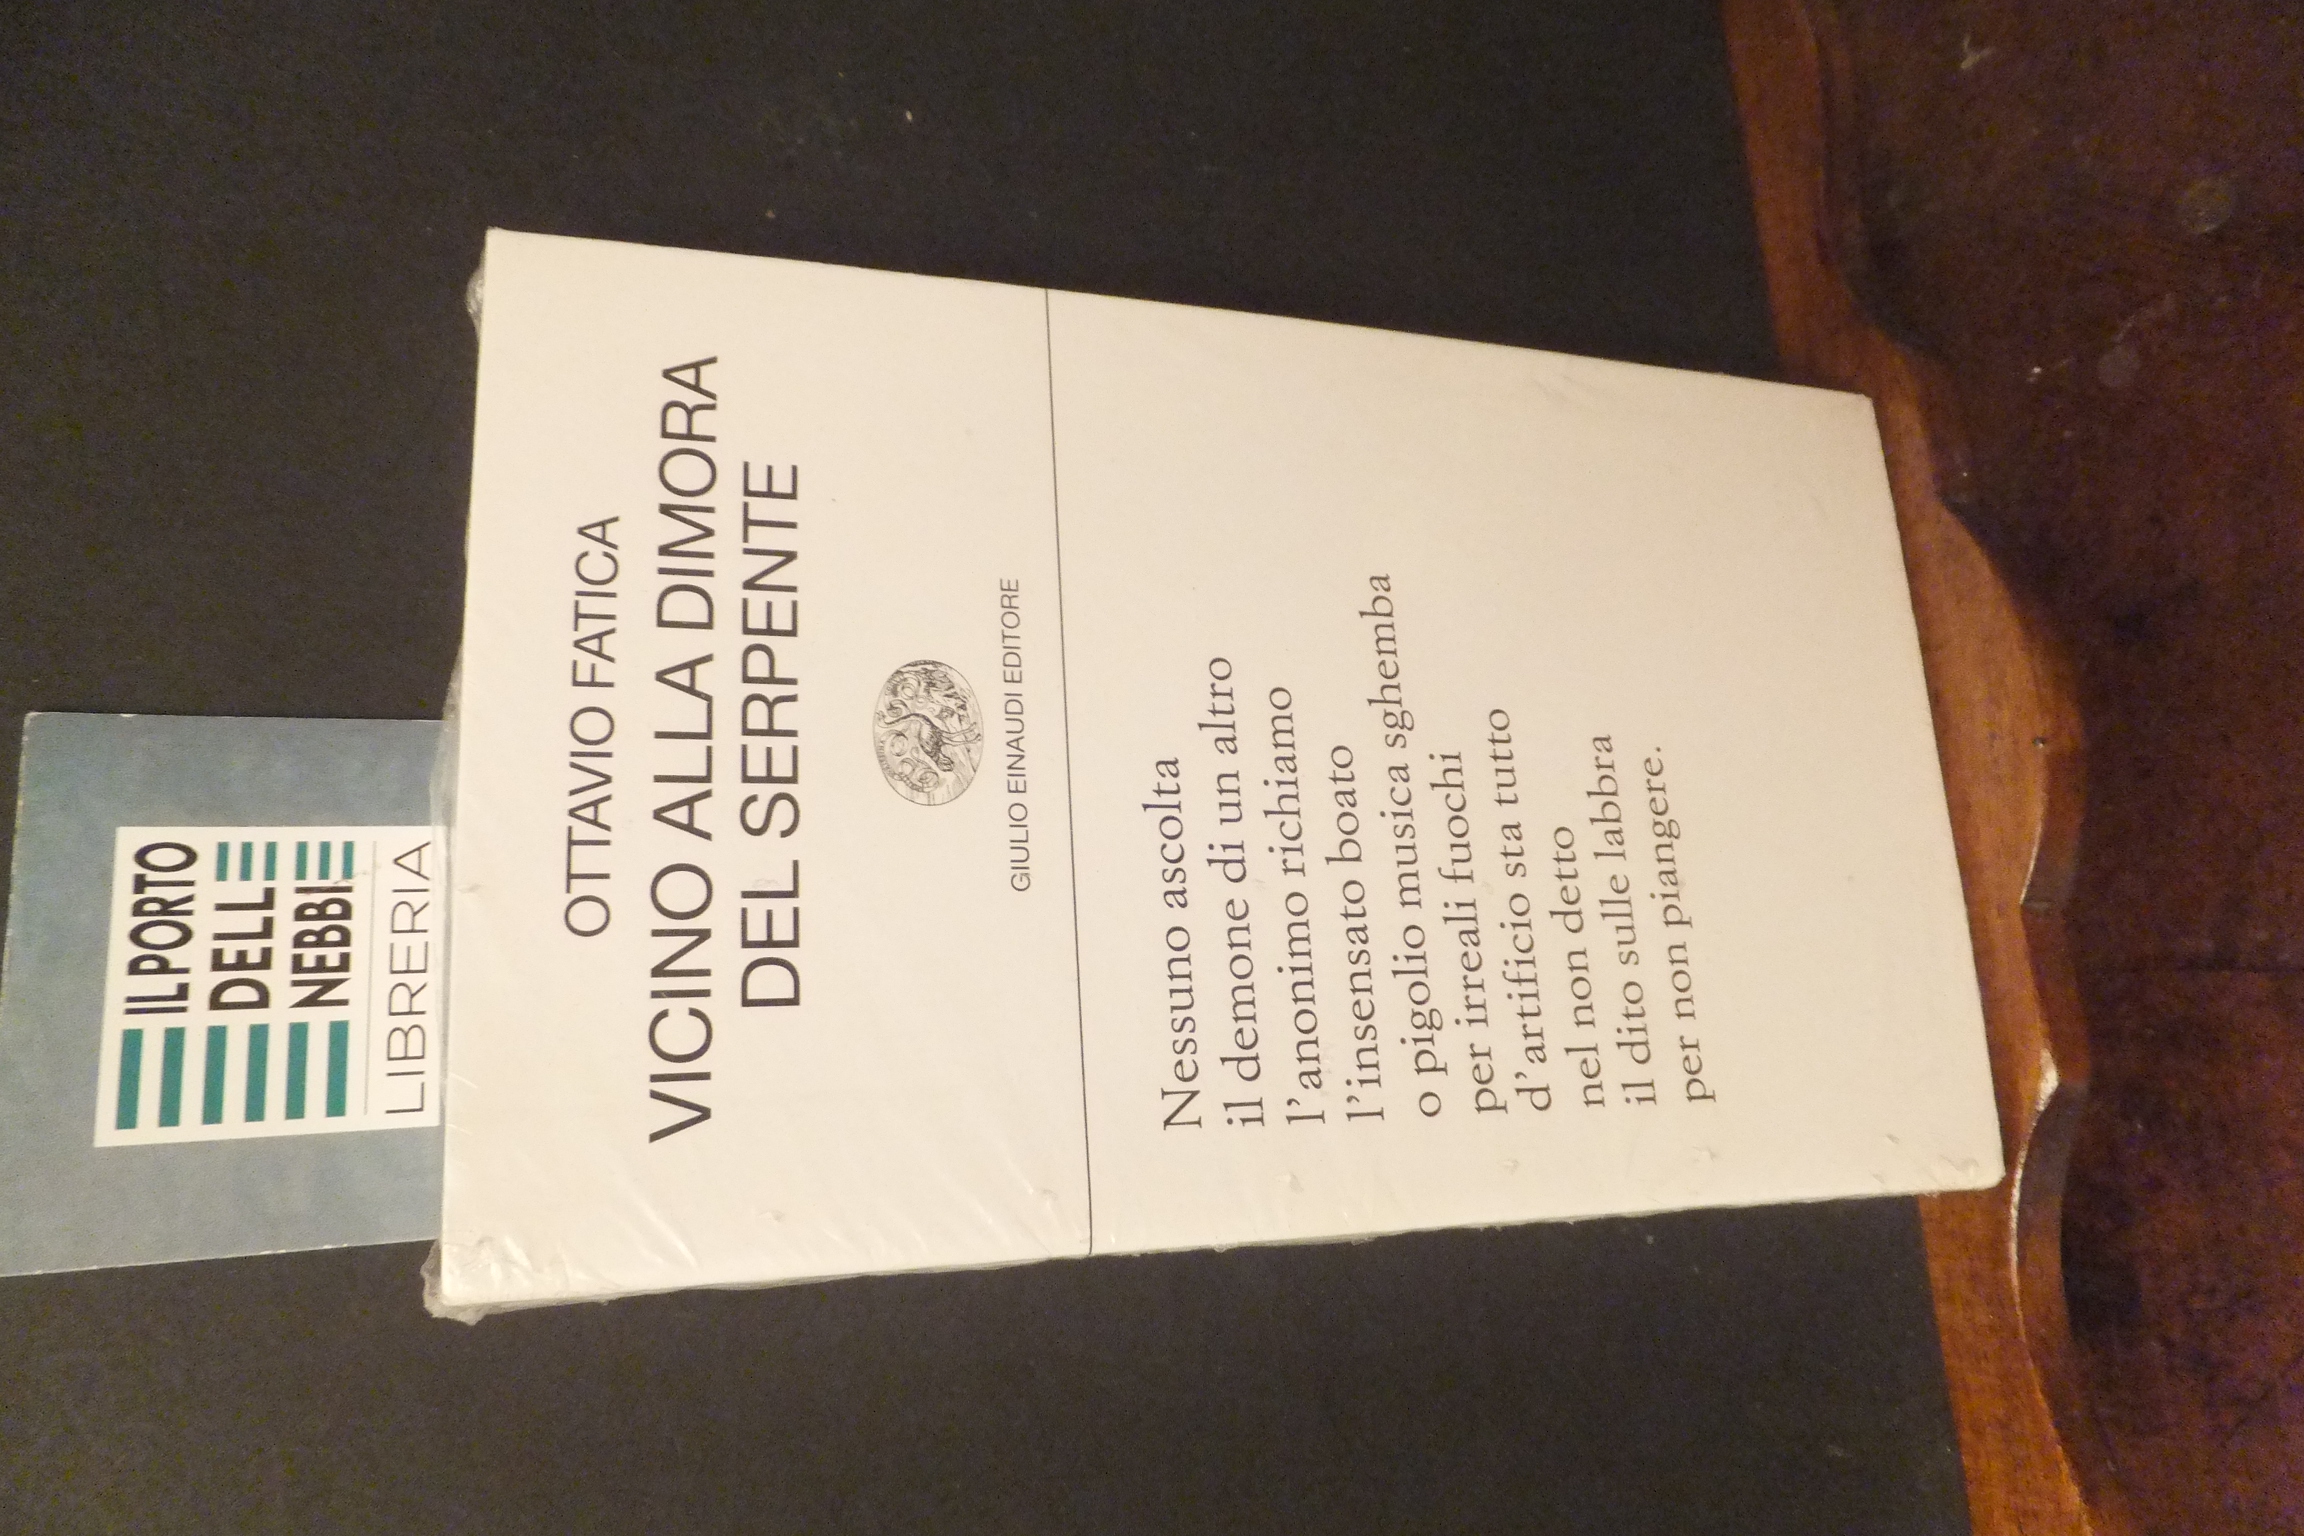 IL PORTO
DELLE
NEBBIE
LIBRERIA
OTTAVIO FATICA
VICINO ALLA DIMORA
DEL SERPENTE
GIULIO EINAUDI EDITORE
Nessuno ascolta
il demone di un altro
l'anonimo richiamo
l'insensato boato
o pigolio musica sghemba
per irreali fuochi
d'artificio sta tutto
nel non detto
il dito sulle labbra
per non piangere.